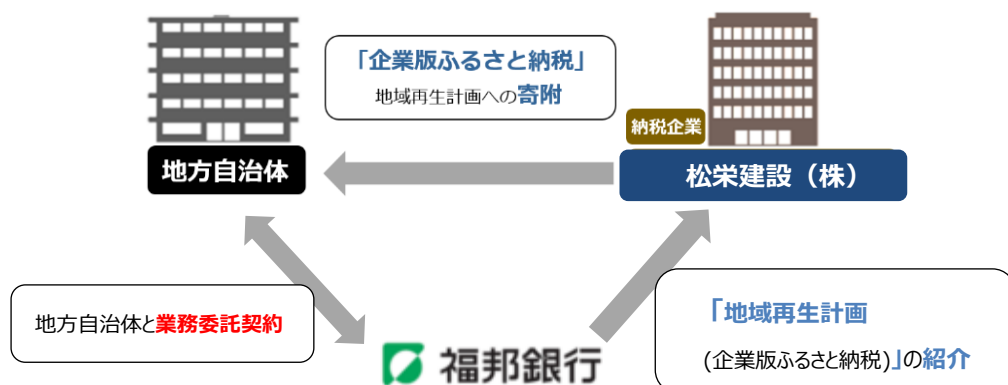 「企業版ふるさと納税」
地域再生計画への寄附
納税企業
地方自治体
松栄建設（株）
地方自治体と業務委託契約
「地域再生計画
(企業版ふるさと納税)」の紹介
福邦銀行